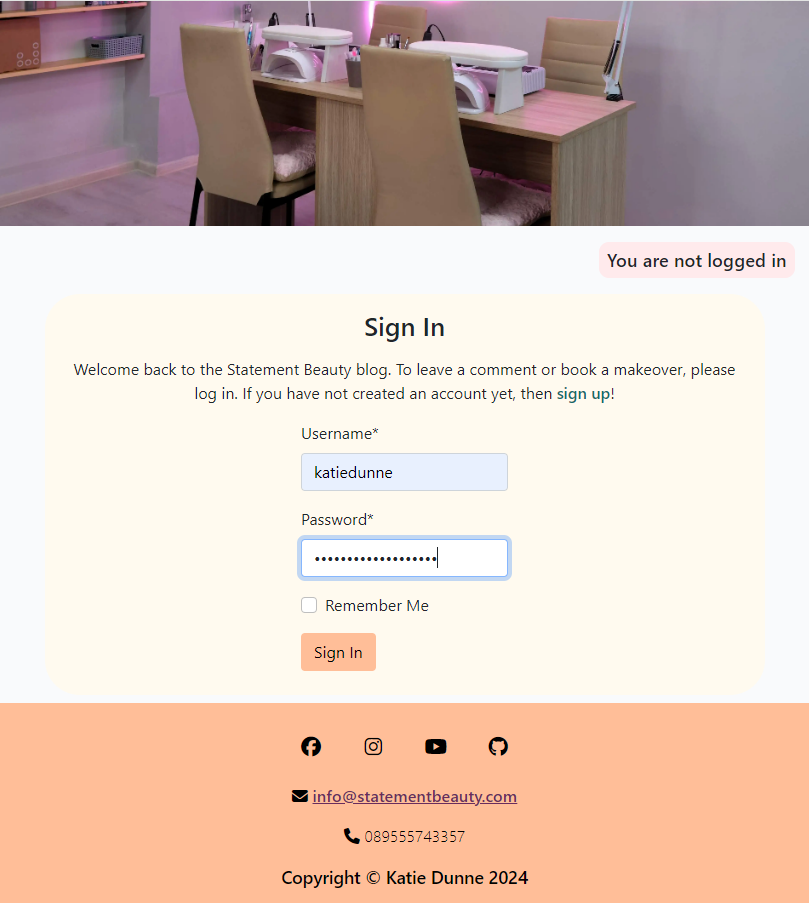 You are not logged in
Sign In
Welcome back to the Statement Beauty blog. To leave a comment or book a makeover, please
log in. If you have not created an account yet, then sign up!
Username*
katiedunne
Password*
•••••••••••••••••••
Remember Me
Sign In
info@statementbeauty.com
089555743357
Copyright © Katie Dunne 2024